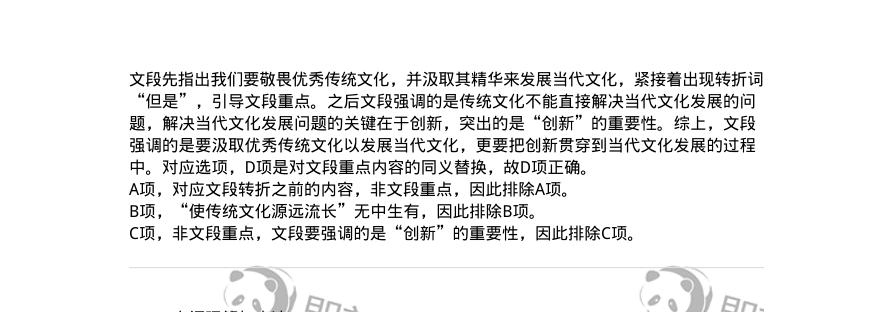 文段先指出我们要敬畏优秀传统文化，并汲取其精华来发展当代文化，紧接着出现转折词
“但是”，引导文段重点。之后文段强调的是传统文化不能直接解决当代文化发展的问
题，解决当代文化发展问题的关键在于创新，突出的是“创新”的重要性。综上，文段
强调的是要汲取优秀传统文化以发展当代文化，更要把创新贯穿到当代文化发展的过程
中。对应选项，D项是对文段重点内容的同义替换，故D项正确。
A项，对应文段转折之前的内容，非文段重点，因此排除A项。
B项，“使传统文化源远流长”无中生有，因此排除B项。
C项，非文段重点，文段要强调的是“创新”的重要性，因此排除C项。